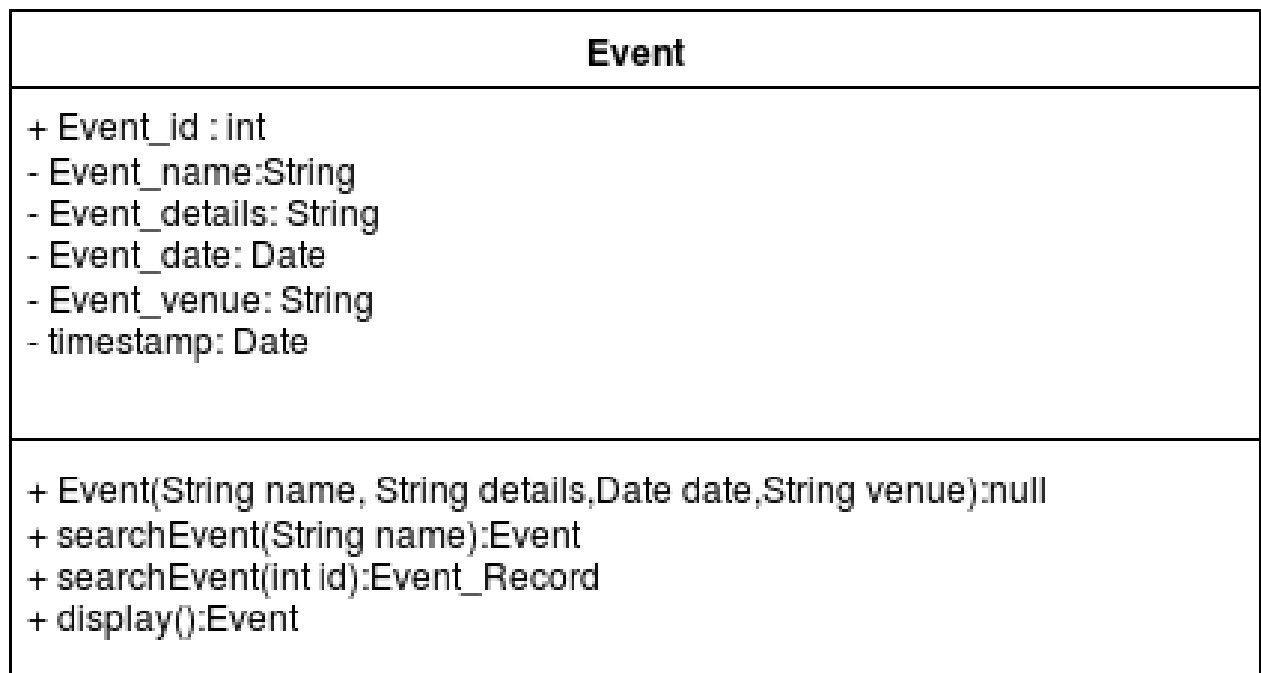 Event
+ Event_id : int
- Event_name:String
- Event_details: String
- Event_date: Date
- Event_venue: String
- timestamp: Date
+ Event(String name, String details,Date date,String venue):null
+ searchEvent(String name):Event
+ searchEvent(int id):Event_Record
+ display():Event